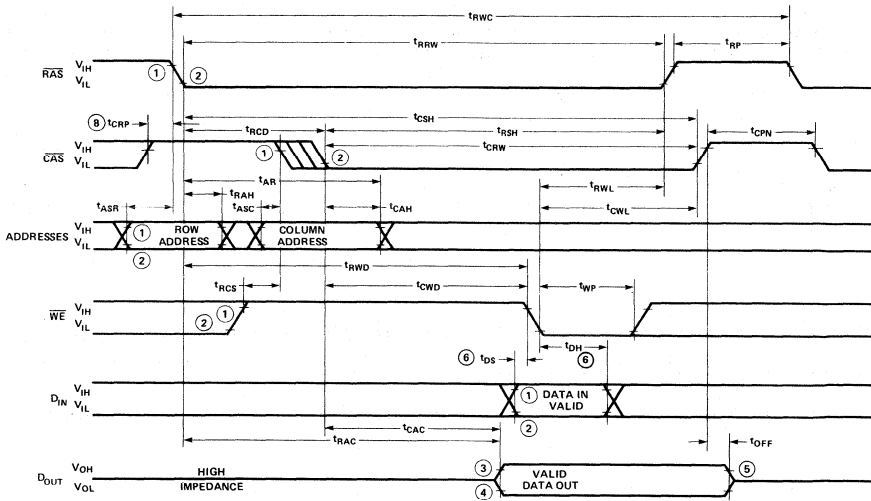 tRWC
tRRW
tRP
RAS
VIH
VIL
1
2
tCSH
8
tCRP
tRCD
tRSH
tCRW
tCPN
CAS
VIH
VIL
1
2
tAR
tRWL
tRAH
tCWL
tASR
tASC
tCAH
ADDRESSES
VIH
VIL
1
ROW
ADDRESS
COLUMN
ADDRESS
2
tRWD
tRCS
tCWD
tWP
WE
VIH
VIL
1
2
tDH
6
tDS
6
DIN
VIH
VIL
1
DATA IN
VALID
2
tCAC
tRAC
tOFF
DOUT
VOH
VOL
HIGH
IMPEDANCE
3
4
VALID
DATA OUT
5